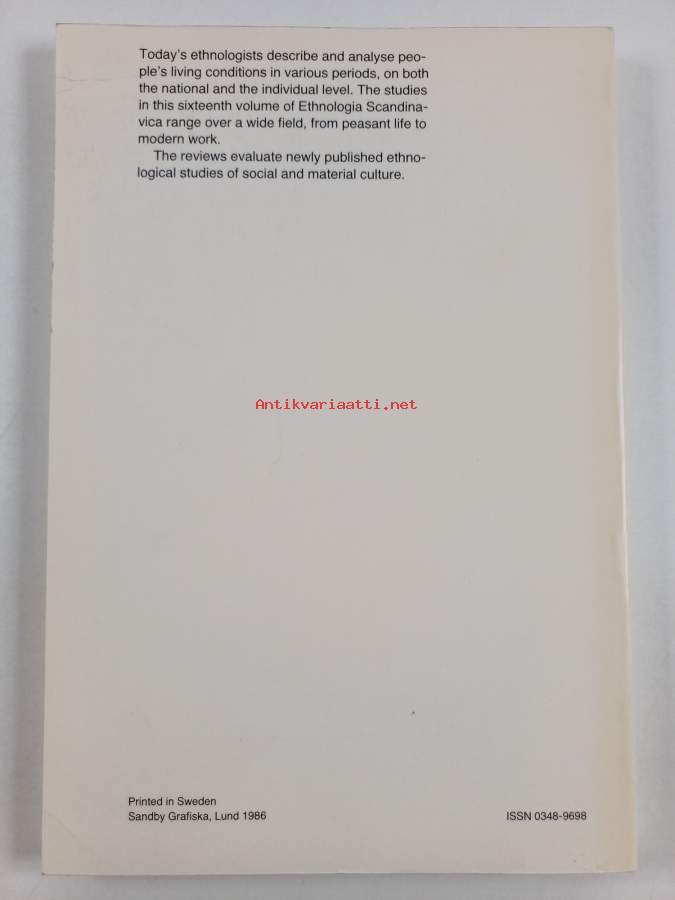 Today's ethnologists describe and analyse peo-
ple's living conditions in various periods, on both
the national and the individual level. The studies
in this sixteenth volume of Ethnologia Scandina-
vica range over a wide field, from peasant life to
modern work.
The reviews evaluate newly published ethno-
logical studies of social and material culture.
Antikvariaatti.net
Printed in Sweden
Sandby Grafiska, Lund 1986
ISSN 0348-9698